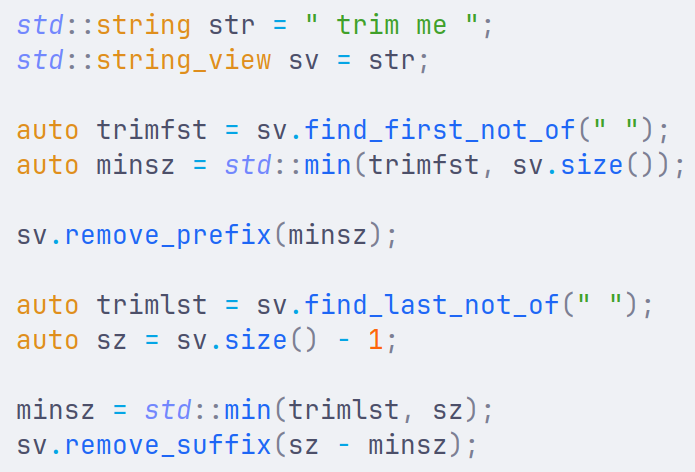 std::string str = " trim me ";
std::string_view sv = str;

auto trimfst = sv.find_first_not_of(" ");
auto minsz = std::min(trimfst, sv.size());

sv.remove_prefix(minsz);

auto trimlst = sv.find_last_not_of(" ");
auto sz = sv.size() - 1;

minsz = std::min(trimlst, sz);
sv.remove_suffix(sz - minsz);